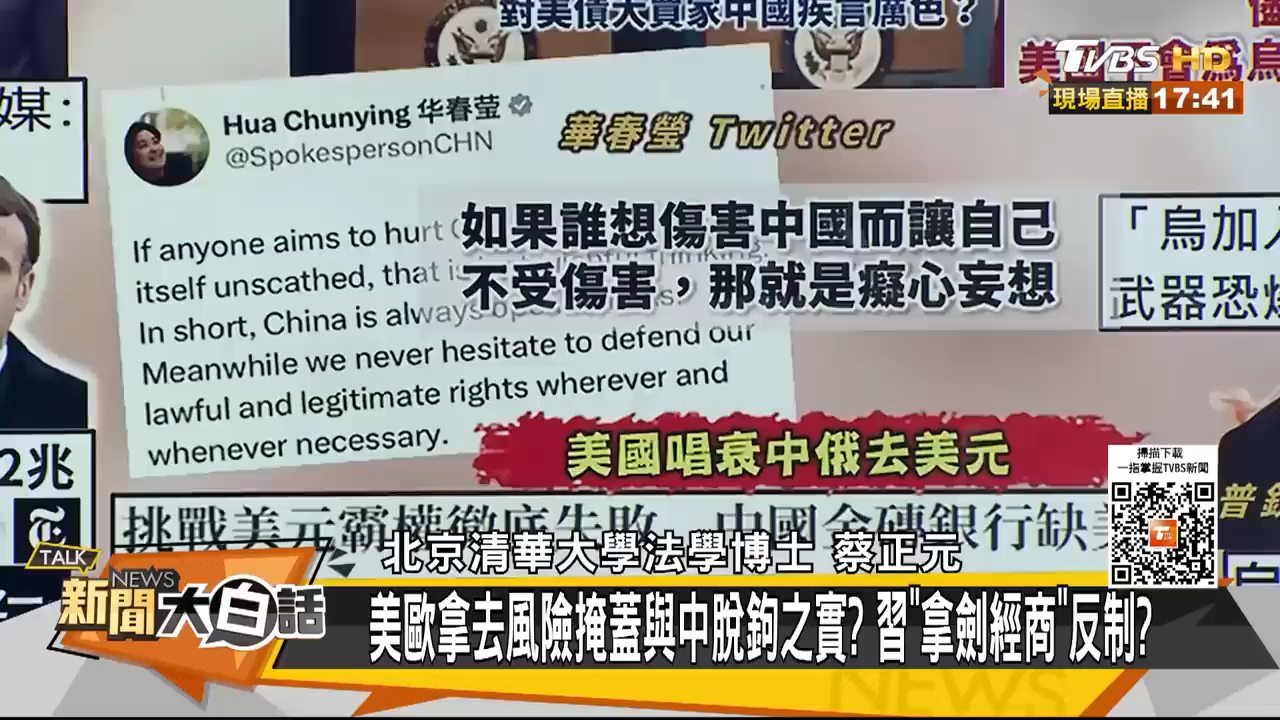 對美債大賣家中國疾言厲色？
TVBS HD
現場直播 17:41
媒：
Hua Chunying 华春莹
@SpokespersonCHN
華春瑩 Twitter
If anyone aims to hurt
itself unscathed, that is
In short, China is always
Meanwhile we never hesitate to defend our
lawful and legitimate rights wherever and
whenever necessary.
如果誰想傷害中國而讓自己
不受傷害，那就是癡心妄想
「烏加入
武器恐
美國唱衰中俄去美元
2兆
挑戰美元霸權徹底失敗 中國金磚銀行缺美
掃描下載
一指掌握TVBS新聞
普
北京清華大學法學博士 蔡正元
TALK
NEWS
新聞大白話
美歐拿去風險掩蓋與中脫鉤之實？習"拿劍經商"反制？
NEWS